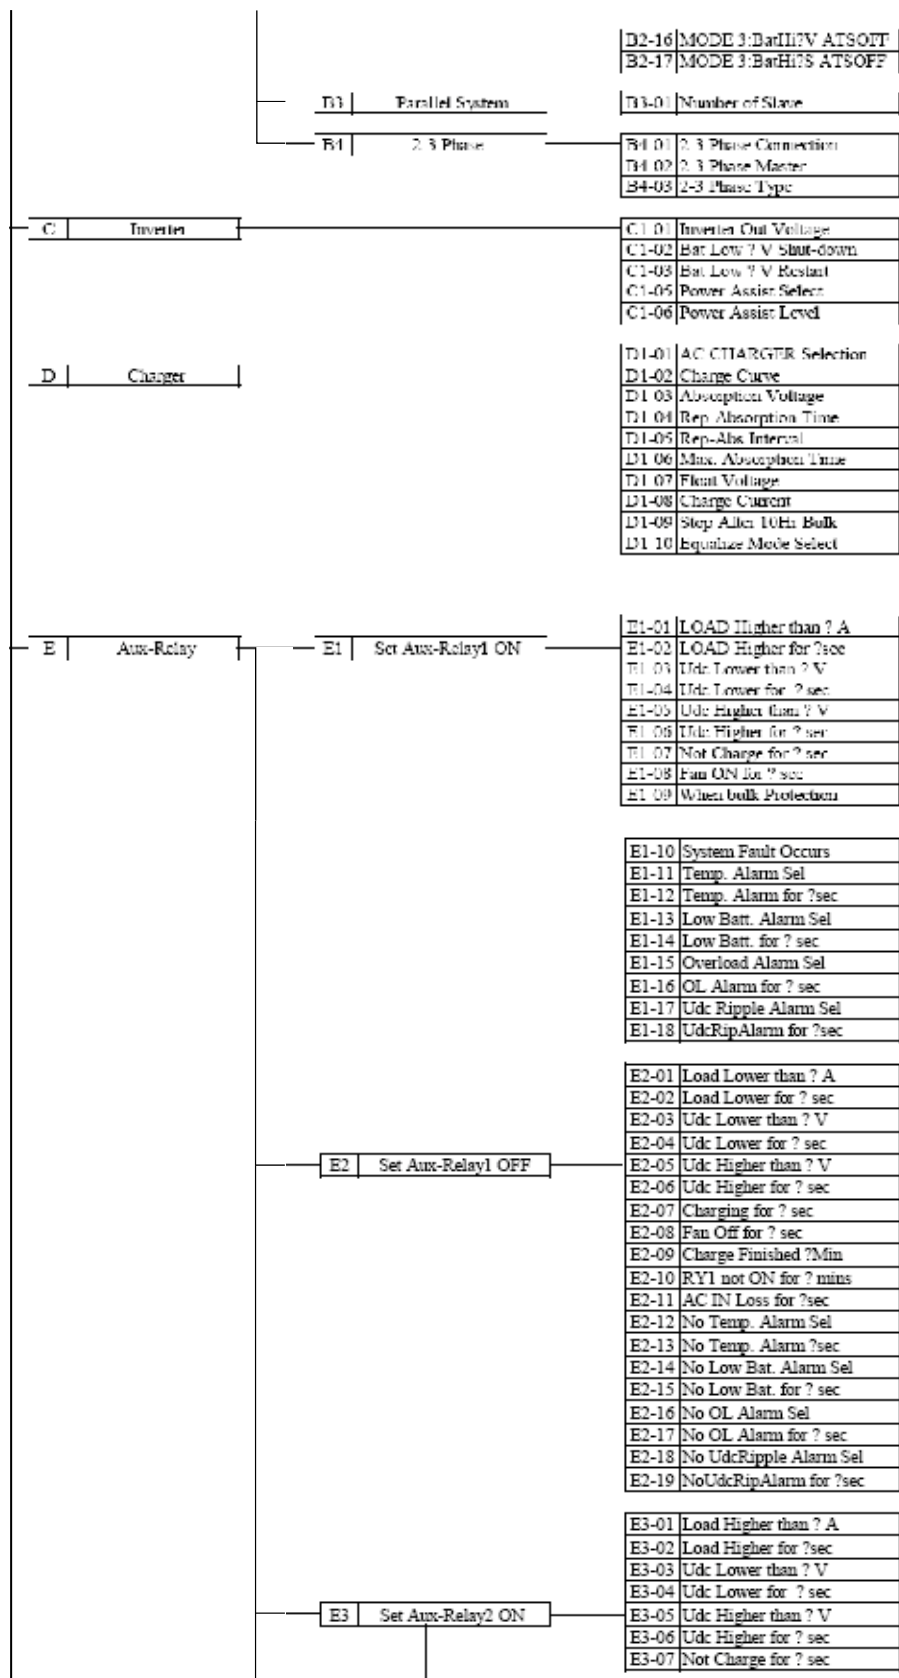 B2-16 MODE 3:BatHi?V ATSOFF
B2-17 MODE 3:BatHi?S ATSOFF
B3 Parallel System B3-01 Number of Slave
B4 2-3 Phase B4-01 2-3 Phase Connection
B4-02 2-3 Phase Master
B4-03 2-3 Phase Type
C Inverter C1-01 Inverter Out Voltage
C1-02 Bat Low ? V Shut-down
C1-03 Bat Low ? V Restart
C1-05 Power Assist Select
C1-06 Power Assist Level
D1-01 AC CHARGER Selection
D Charger D1-02 Charge Curve
D1-03 Absorption Voltage
D1-04 Rep-Absorption Time
D1-05 Rep-Abs Interval
D1-06 Max. Absorption Time
D1-07 Float Voltage
D1-08 Charge Current
D1-09 Stop After 10Hr Bulk
D1-10 Equalize Mode Select
E1-01 LOAD Higher than ? A
E Aux-Relay E1 Set Aux-Relay1 ON E1-02 LOAD Higher for ?sec
E1-03 Udc Lower than ? V
E1-04 Udc Lower for ? sec
E1-05 Udc Higher than ? V
E1-06 Udc Higher for ? sec
E1-07 Not Charge for ? sec
E1-08 Fan ON for ? sec
E1-09 When bulk Protection
E1-10 System Fault Occurs
E1-11 Temp. Alarm Sel
E1-12 Temp. Alarm for ?sec
E1-13 Low Batt. Alarm Sel
E1-14 Low Batt. for ? sec
E1-15 Overload Alarm Sel
E1-16 OL Alarm for ? sec
E1-17 Udc Ripple Alarm Sel
E1-18 UdcRipAlarm for ?sec
E2-01 Load Lower than ? A
E2-02 Load Lower for ? sec
E2-03 Udc Lower than ? V
E2-04 Udc Lower for ? sec
E2 Set Aux-Relay1 OFF E2-05 Udc Higher than ? V
E2-06 Udc Higher for ? sec
E2-07 Charging for ? sec
E2-08 Fan Off for ? sec
E2-09 Charge Finished ?Min
E2-10 RY1 not ON for ? mins
E2-11 AC IN Loss for ?sec
E2-12 No Temp. Alarm Sel
E2-13 No Temp. Alarm ?sec
E2-14 No Low Bat. Alarm Sel
E2-15 No Low Bat. for ? sec
E2-16 No OL Alarm Sel
E2-17 No OL Alarm for ? sec
E2-18 No UdcRipple Alarm Sel
E2-19 NoUdcRipAlarm for ?sec
E3-01 Load Higher than ? A
E3-02 Load Higher for ?sec
E3-03 Udc Lower than ? V
E3-04 Udc Lower for ? sec
E3 Set Aux-Relay2 ON E3-05 Udc Higher than ? V
E3-06 Udc Higher for ? sec
E3-07 Not Charge for ? sec